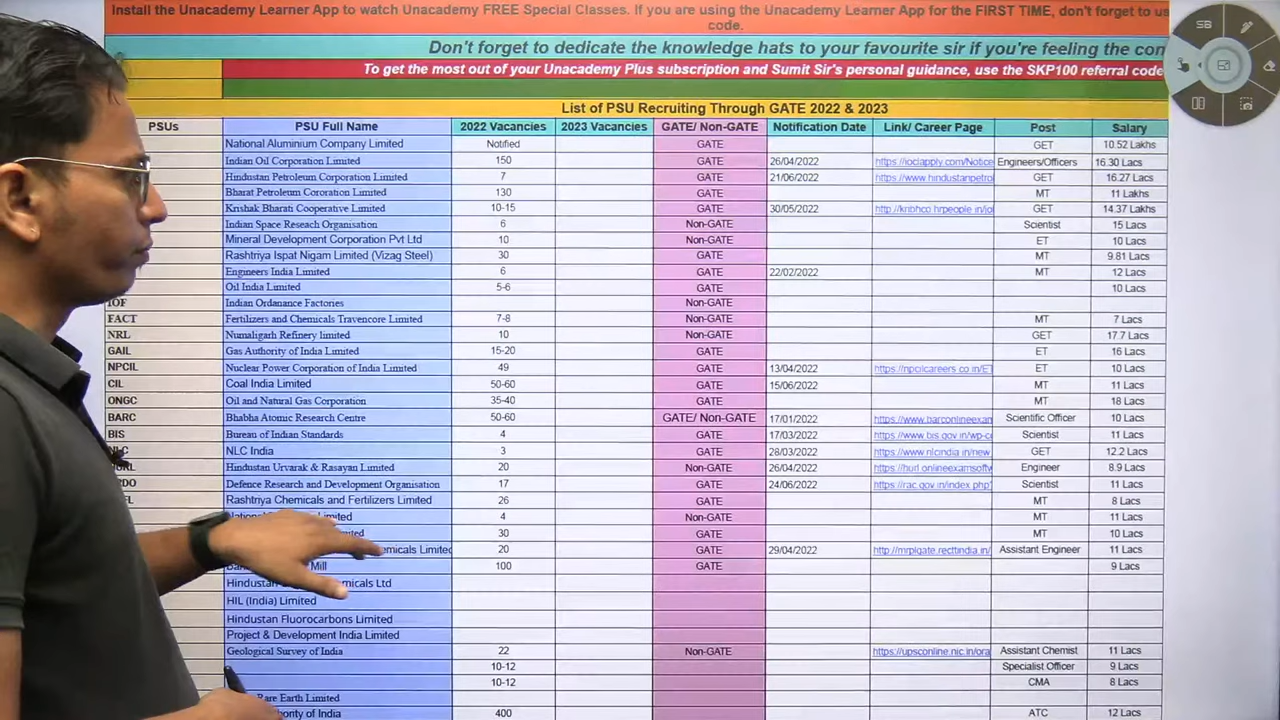 Install the Unacademy Learner App to watch Unacademy FREE Special Classes. If you are using the Unacademy Learner App for the FIRST TIME, don't forget to us
code.
Don't forget to dedicate the knowledge hats to your favourite sir if you're feeling the con
To get the most out of your Unacademy Plus subscription and Sumit Sir's personal guidance, use the SKP100 referral code
List of PSU Recruiting Through GATE 2022 & 2023
PSUs PSU Full Name 2022 Vacancies 2023 Vacancies GATE/ Non-GATE Notification Date Link/ Career Page Post Salary
National Aluminium Company Limited Notified GATE GET 10.52 Lakhs
Indian Oil Corporation Limited 150 GATE 26/04/2022 https://ioclapply.com/Notice Engineers/Officers 16.30 Lacs
Hindustan Petroleum Corporation Limited 7 GATE 21/06/2022 https://www.hindustanpetro GET 16.27 Lacs
Bharat Petroleum Cororation Limited 130 GATE MT 11 Lakhs
Krishak Bharati Cooperative Limited 10-15 GATE 30/05/2022 http://kribhco.hrpeople.in/jo GET 14.37 Lakhs
Indian Space Reseach Organisation 6 Non-GATE Scientist 15 Lacs
Mineral Development Corporation Pvt Ltd 10 Non-GATE ET 10 Lacs
Rashtriya Ispat Nigam Limited (Vizag Steel) 30 GATE MT 9.81 Lacs
Engineers India Limited 6 GATE 22/02/2022 MT 12 Lacs
Oil India Limited 5-6 GATE 10 Lacs
IOF Indian Ordanance Factories Non-GATE
FACT Fertilizers and Chemicals Travencore Limited 7-8 Non-GATE MT 7 Lacs
NRL Numaligarh Refinery limited 10 Non-GATE GET 17.7 Lacs
GAIL Gas Authority of India Limited 15-20 GATE ET 16 Lacs
NPCIL Nuclear Power Corporation of India Limited 49 GATE 13/04/2022 https://npcilcareers.co.in/ET ET 10 Lacs
CIL Coal India Limited 50-60 GATE 15/06/2022 MT 11 Lacs
ONGC Oil and Natural Gas Corporation 35-40 GATE MT 18 Lacs
BARC Bhabha Atomic Research Centre 50-60 GATE/ Non-GATE 17/01/2022 https://www.barconlineexam Scientific Officer 10 Lacs
BIS Bureau of Indian Standards 4 GATE 17/03/2022 https://www.bis.gov.in/wp-c Scientist 11 Lacs
NLC NLC India 3 GATE 28/03/2022 https://www.nlcindia.in/new GET 12.2 Lacs
Hindustan Urvarak & Rasayan Limited 20 Non-GATE 26/04/2022 https://hurl.onlineexamsoftw Engineer 8.9 Lacs
Defence Research and Development Organisation 17 GATE 24/06/2022 https://rac.gov.in/index.php? Scientist 11 Lacs
Rashtriya Chemicals and Fertilizers Limited 26 GATE MT 8 Lacs
National mited 4 Non-GATE MT 11 Lacs
ited 30 GATE MT 10 Lacs
emicals Limited 20 GATE 29/04/2022 http://mrplgate.recttindia.in/ Assistant Engineer 11 Lacs
Mill 100 GATE 9 Lacs
Hindustan micals Ltd
HIL (India) Limited
Hindustan Fluorocarbons Limited
Project & Development India Limited
Geological Survey of India 22 Non-GATE https://upsconline.nic.in/ora Assistant Chemist 11 Lacs
10-12 Specialist Officer 9 Lacs
10-12 CMA 8 Lacs
Rare Earth Limited
ority of India 400 ATC 12 Lacs